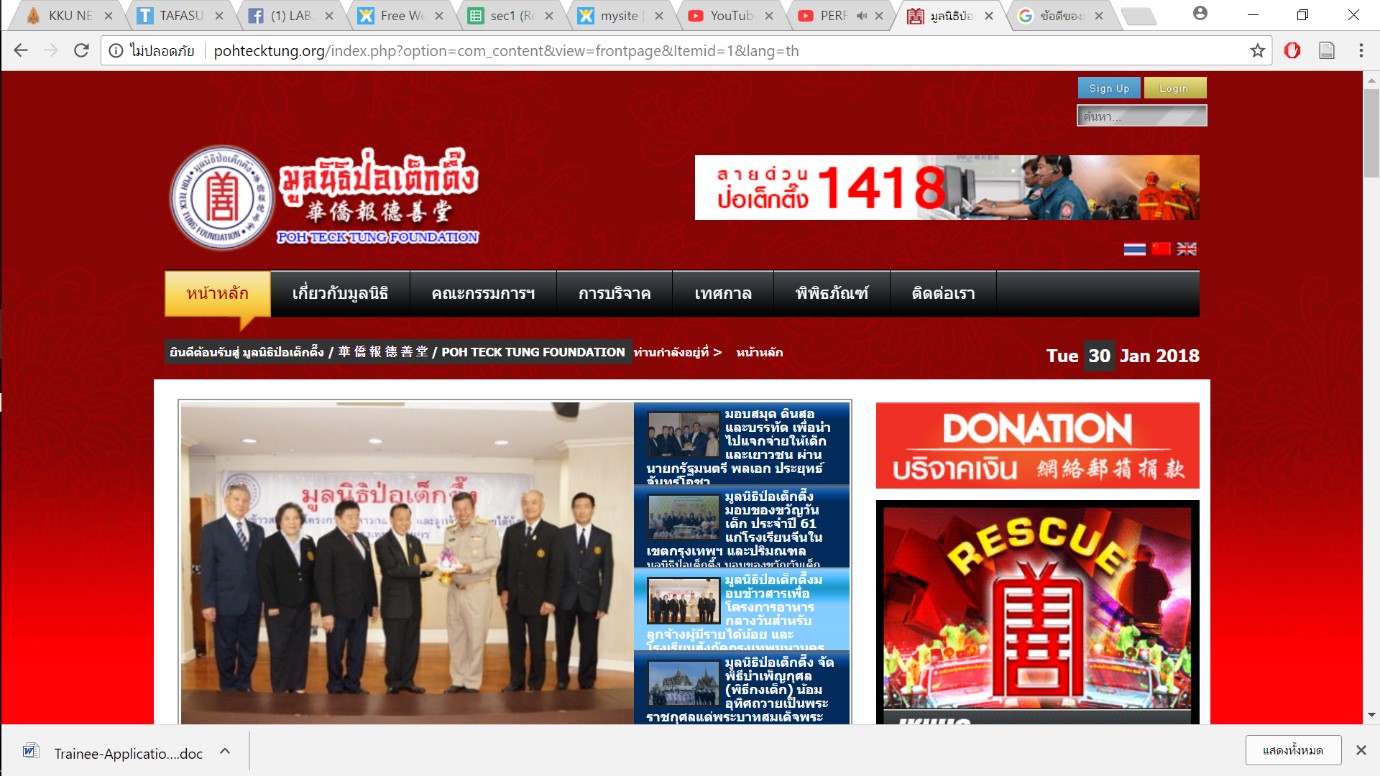 KKU NE
TAFASU
(1) LAB.
Free We
sec1 (Re
mysite |
YouTub
PERF
มูลนิธิป่อ
ข้อดีของ
ไม่ปลอดภัย
pohtecktung.org/index.php?option=com_content&view=frontpage&Itemid=1&lang=th
Sign Up
Login
ค้นหา...
มูลนิธิป่อเต็กตึ๊ง
華僑報德善堂
POH TECK TUNG FOUNDATION
สายด่วน
ป่อเต็กตึ๊ง 1418
หน้าหลัก
เกี่ยวกับมูลนิธิ
คณะกรรมการฯ
การบริจาค
เทศกาล
พิพิธภัณฑ์
ติดต่อเรา
ยินดีต้อนรับสู่ มูลนิธิป่อเต็กตึ๊ง / 華 僑 報 德 善 堂 / POH TECK TUNG FOUNDATION ท่านกำลังอยู่ที่ > หน้าหลัก
Tue 30 Jan 2018
มูลนิธิป่อเต็กตึ๊ง
มอบสมุด ดินสอ
และบรรทัด เพื่อนำ
ไปแจกจ่ายให้เด็ก
และเยาวชน ผ่าน
นายกรัฐมนตรี พลเอก ประยุทธ์
จันทร์โอชา
มูลนิธิป่อเต็กตึ๊ง
มอบของขวัญวัน
เด็ก ประจำปี 61
แก่โรงเรียนจีนใน
เขตกรุงเทพฯ และปริมณฑล
มูลนิธิป่อเต็กตึ๊ง มอบของขวัญวันเด็ก
มูลนิธิป่อเต็กตึ๊งม
อบข้าวสารเพื่อ
โครงการอาหาร
กลางวันสำหรับ
ลูกจ้างผู้มีรายได้น้อย และ
โรงเรียนสังกัดกรุงเทพมหานคร
มูลนิธิป่อเต็กตึ๊ง จัด
พิธีบำเพ็ญกุศล
(พิธีกงเต็ก) น้อม
อุทิศถวายเป็นพระ
ราชกุศลแด่พระบาทสมเด็จพระ
DONATION
บริจาคเงิน 網絡郵箱捐款
RESCUE
Trainee-Applicatio....doc
แสดงทั้งหมด